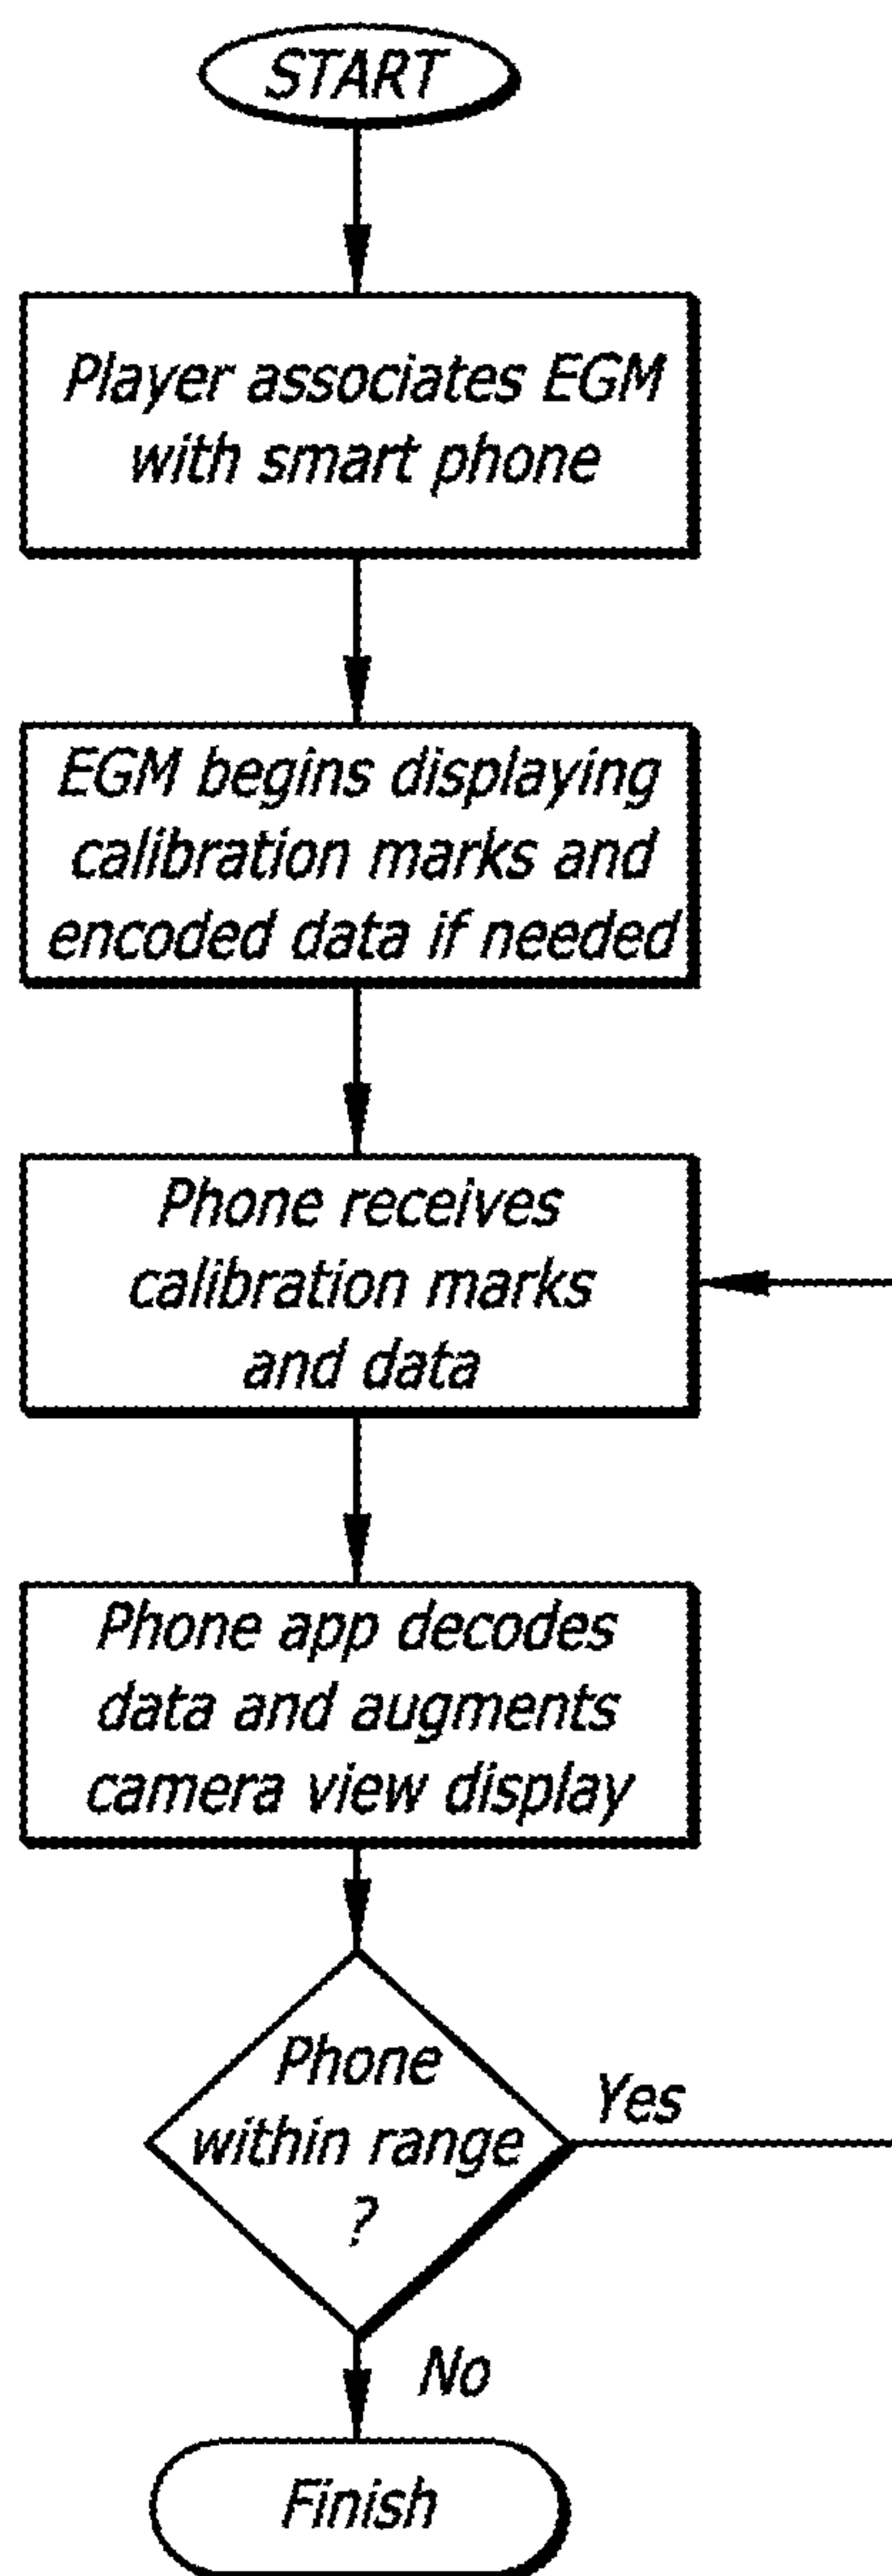 START
Player associates EGM
with smart phone
EGM begins displaying
calibration marks and
encoded data if needed
Phone receives
calibration marks
and data
Phone app decodes
data and augments
camera view display
Phone
within range
?
Yes
No
Finish